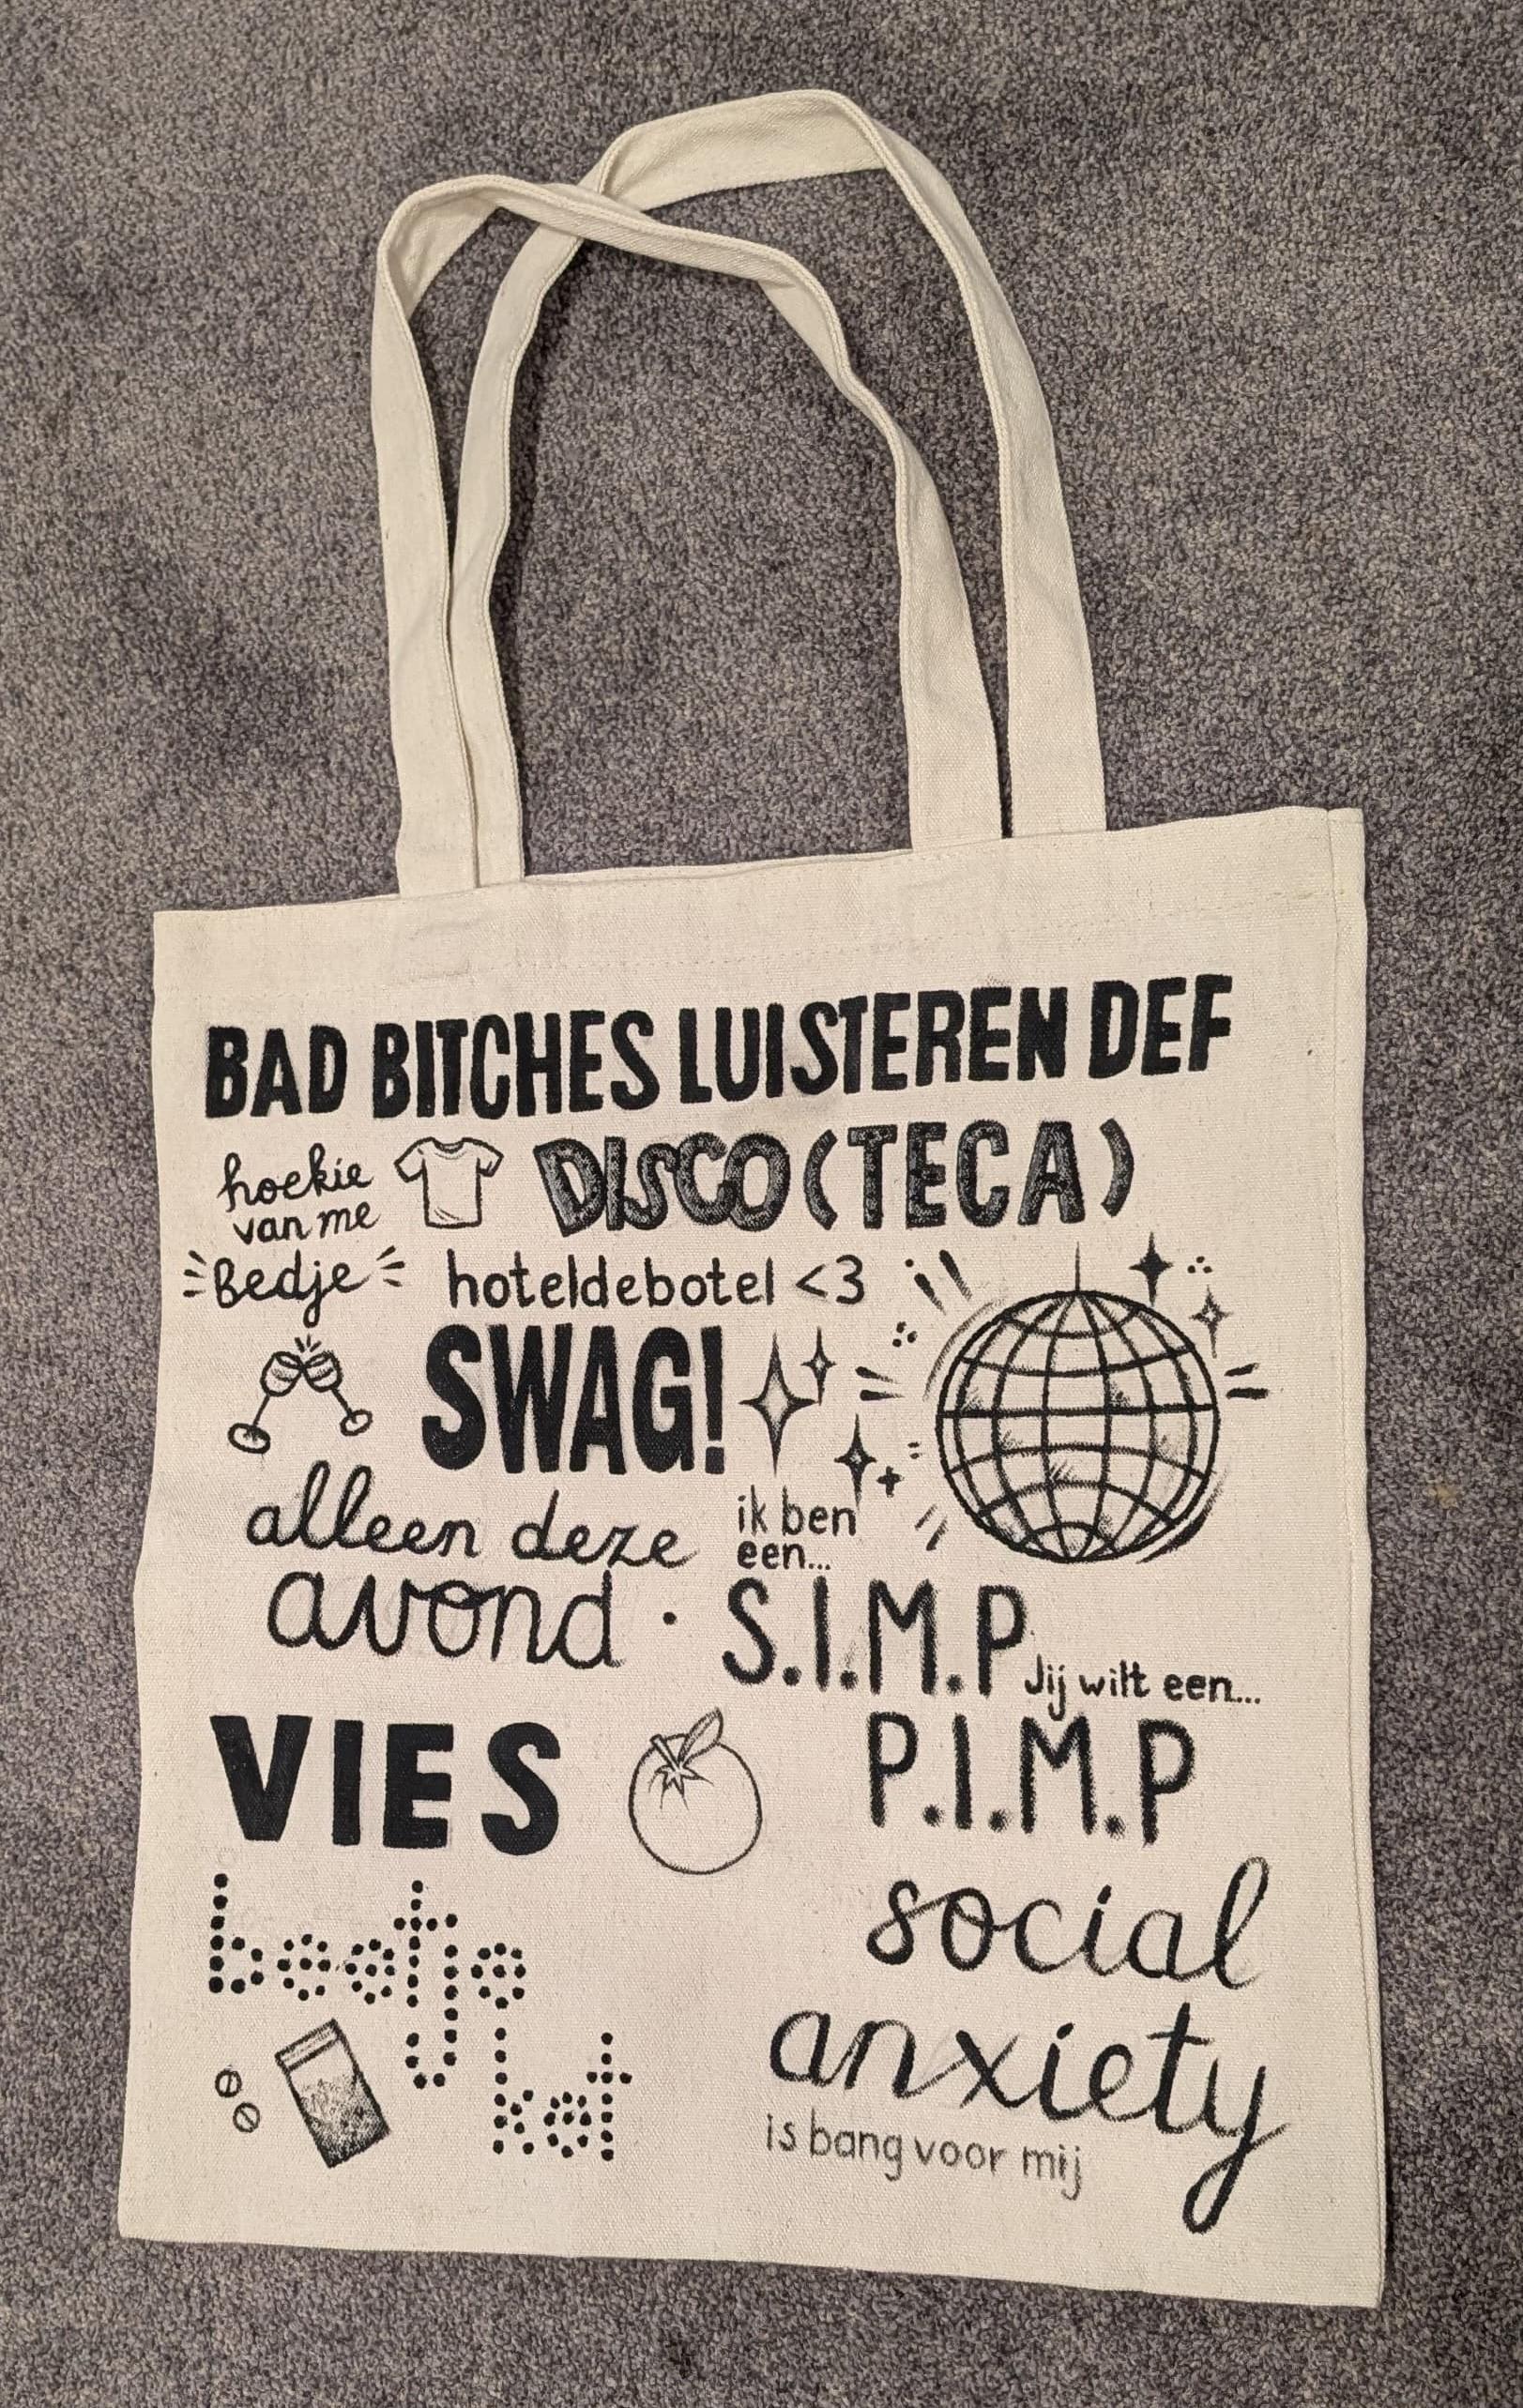 BAD BITCHES LUISTEREN DEF
DISCO(TECA)
hoekie
van me
Bedje
hoteldebotel <3
SWAG!
alleen deze
avond
ik ben
een...
S.I.M.P
Jij wilt een...
P.I.M.P
VIES
social
anxiety
is bang voor mij
beetje
ket